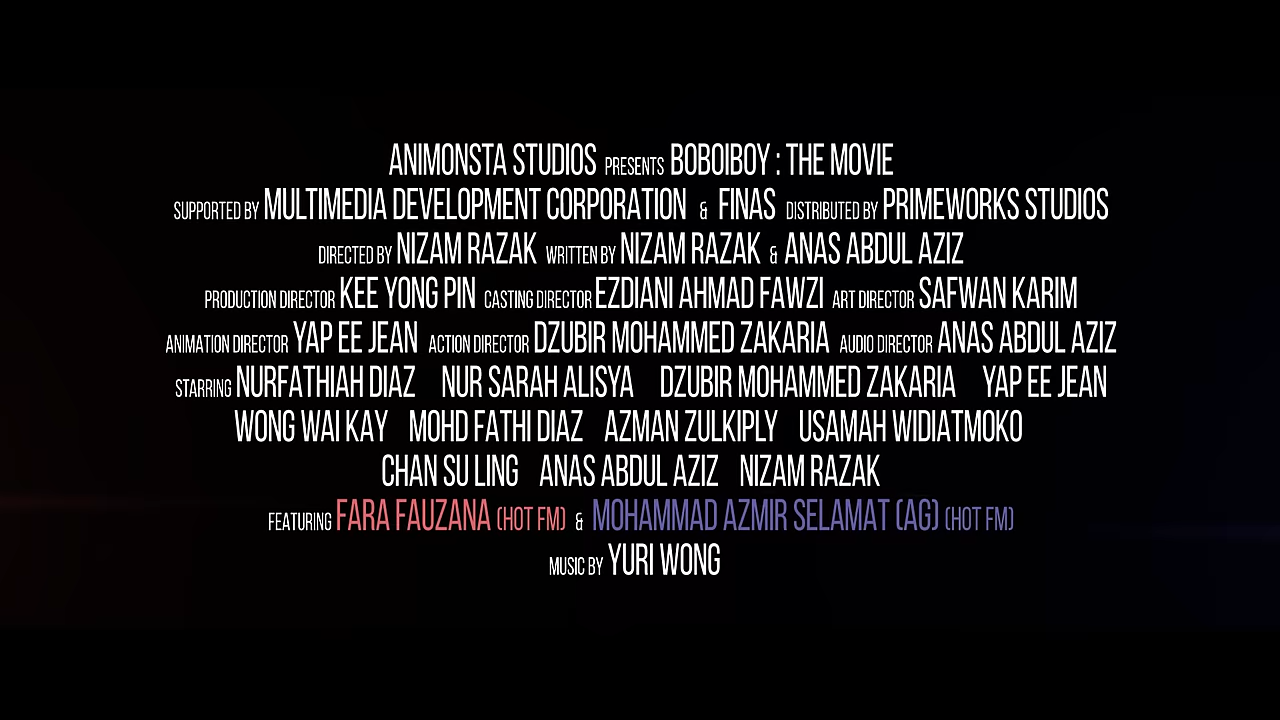 ANIMONSTA STUDIOS PRESENTS BOBOIBOY : THE MOVIE
SUPPORTED BY MULTIMEDIA DEVELOPMENT CORPORATION & FINAS DISTRIBUTED BY PRIMEWORKS STUDIOS
DIRECTED BY NIZAM RAZAK WRITTEN BY NIZAM RAZAK & ANAS ABDUL AZIZ
PRODUCTION DIRECTOR KEE YONG PIN CASTING DIRECTOR EZDIANI AHMAD FAWZI ART DIRECTOR SAFWAN KARIM
ANIMATION DIRECTOR YAP EE JEAN ACTION DIRECTOR DZUBIR MOHAMMED ZAKARIA AUDIO DIRECTOR ANAS ABDUL AZIZ
STARRING NURFATHIAH DIAZ NUR SARAH ALISYA DZUBIR MOHAMMED ZAKARIA YAP EE JEAN
WONG WAI KAY MOHD FATHI DIAZ AZMAN ZULKIPLY USAMAH WIDIATMOKO
CHAN SU LING ANAS ABDUL AZIZ NIZAM RAZAK
FEATURING FARA FAUZANA (HOT FM) & MOHAMMAD AZMIR SELAMAT (AG) (HOT FM)
MUSIC BY YURI WONG